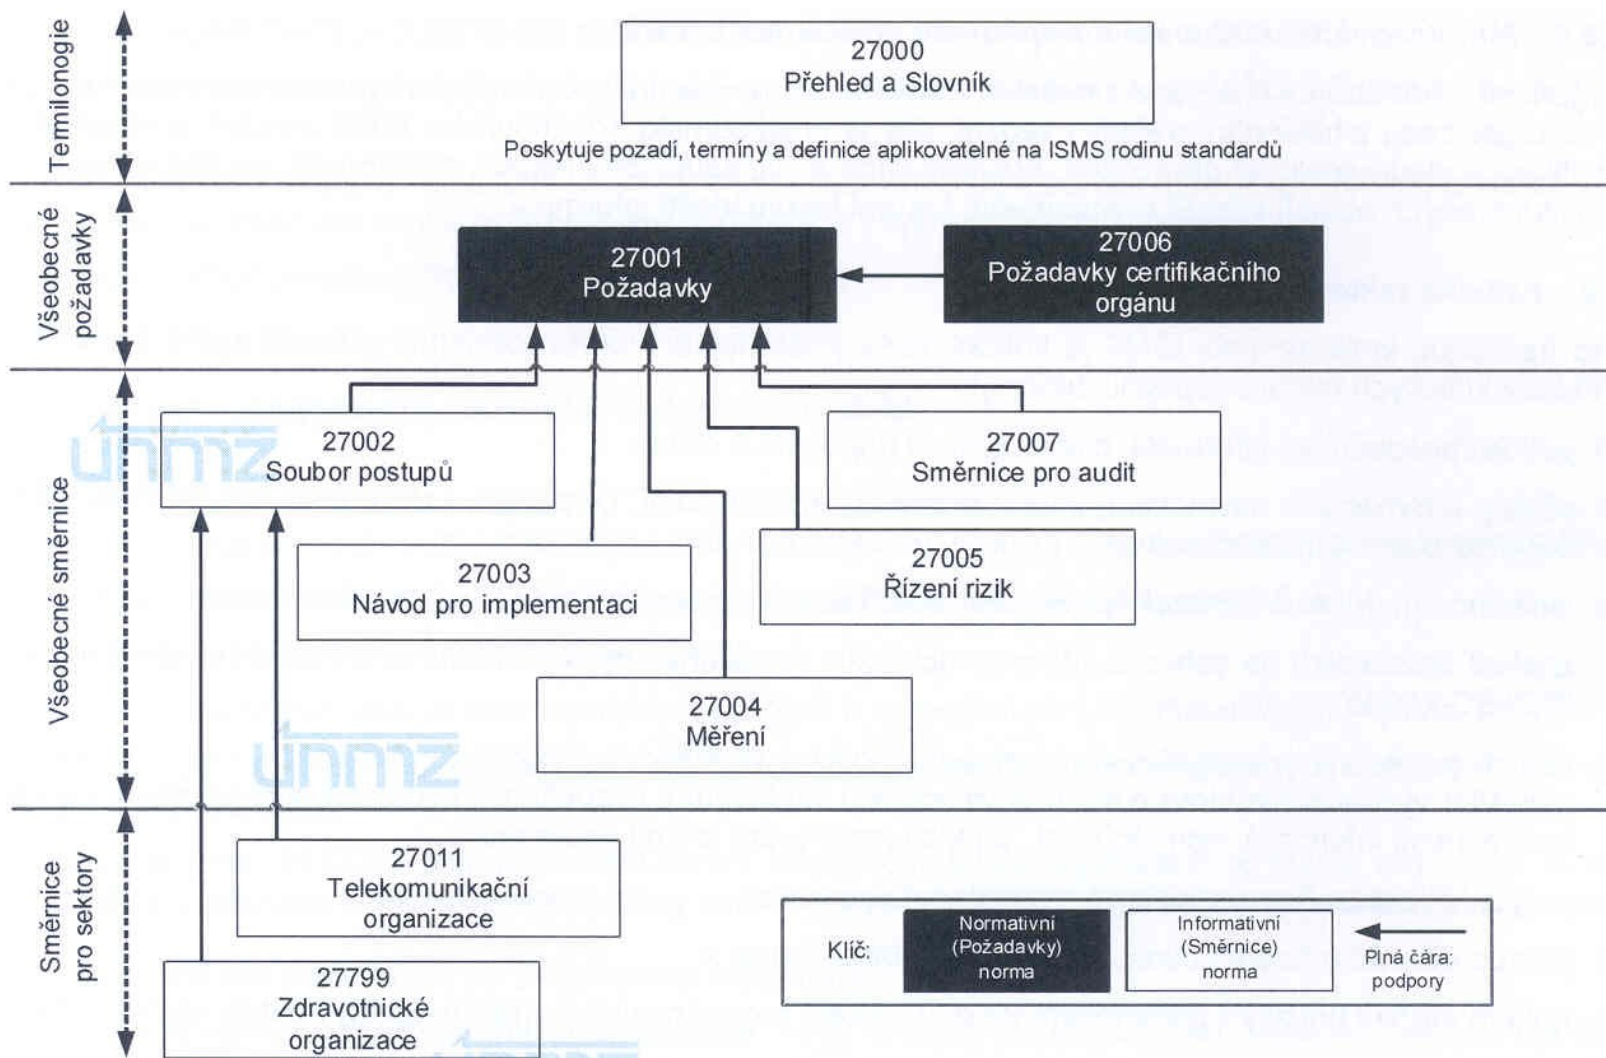 Termilonogie
27000
Přehled a Slovník
Poskytuje pozadí, termíny a definice aplikovatelné na ISMS rodinu standardů
Všeobecné
požadavky
27001
Požadavky
27006
Požadavky certifikačního
orgánu
Všeobecné směrnice
27002
Soubor postupů
27007
Směrnice pro audit
27003
Návod pro implementaci
27005
Řízení rizik
27004
Měření
Směrnice
pro sektory
27011
Telekomunikační
organizace
27799
Zdravotnické
organizace
Klíč:
Normativní
(Požadavky)
norma
Informativní
(Směrnice)
norma
Plná čára:
podpory
únmz
únmz